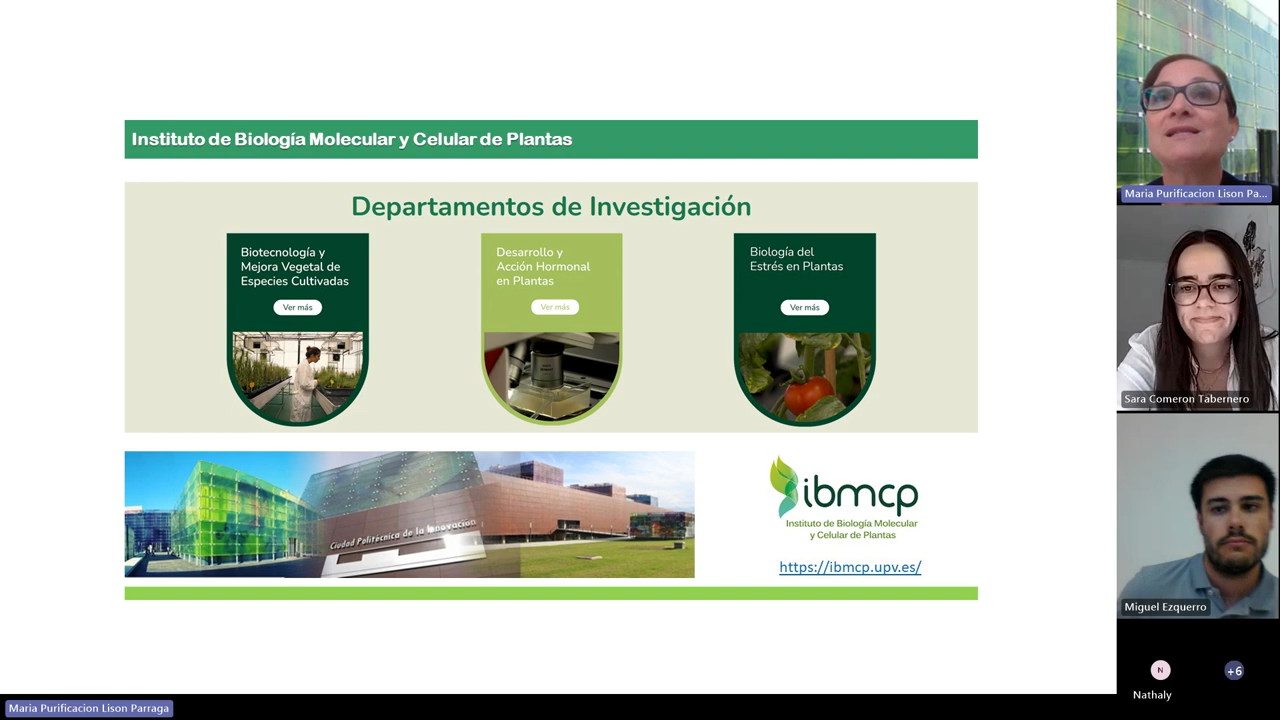 Instituto de Biología Molecular y Celular de Plantas
Departamentos de Investigación
Biotecnología y
Mejora Vegetal de
Especies Cultivadas
Ver más
Desarrollo y
Acción Hormonal
en Plantas
Ver más
Biología del
Estrés en Plantas
Ver más
Ciudad Politécnica de la Innovación
ibmcp
Instituto de Biología Molecular
y Celular de Plantas
https://ibmcp.upv.es/
Maria Purificacion Lison Pa...
Sara Comeron Tabernero
Miguel Ezquerro
N
+6
Nathaly
Maria Purificacion Lison Parraga